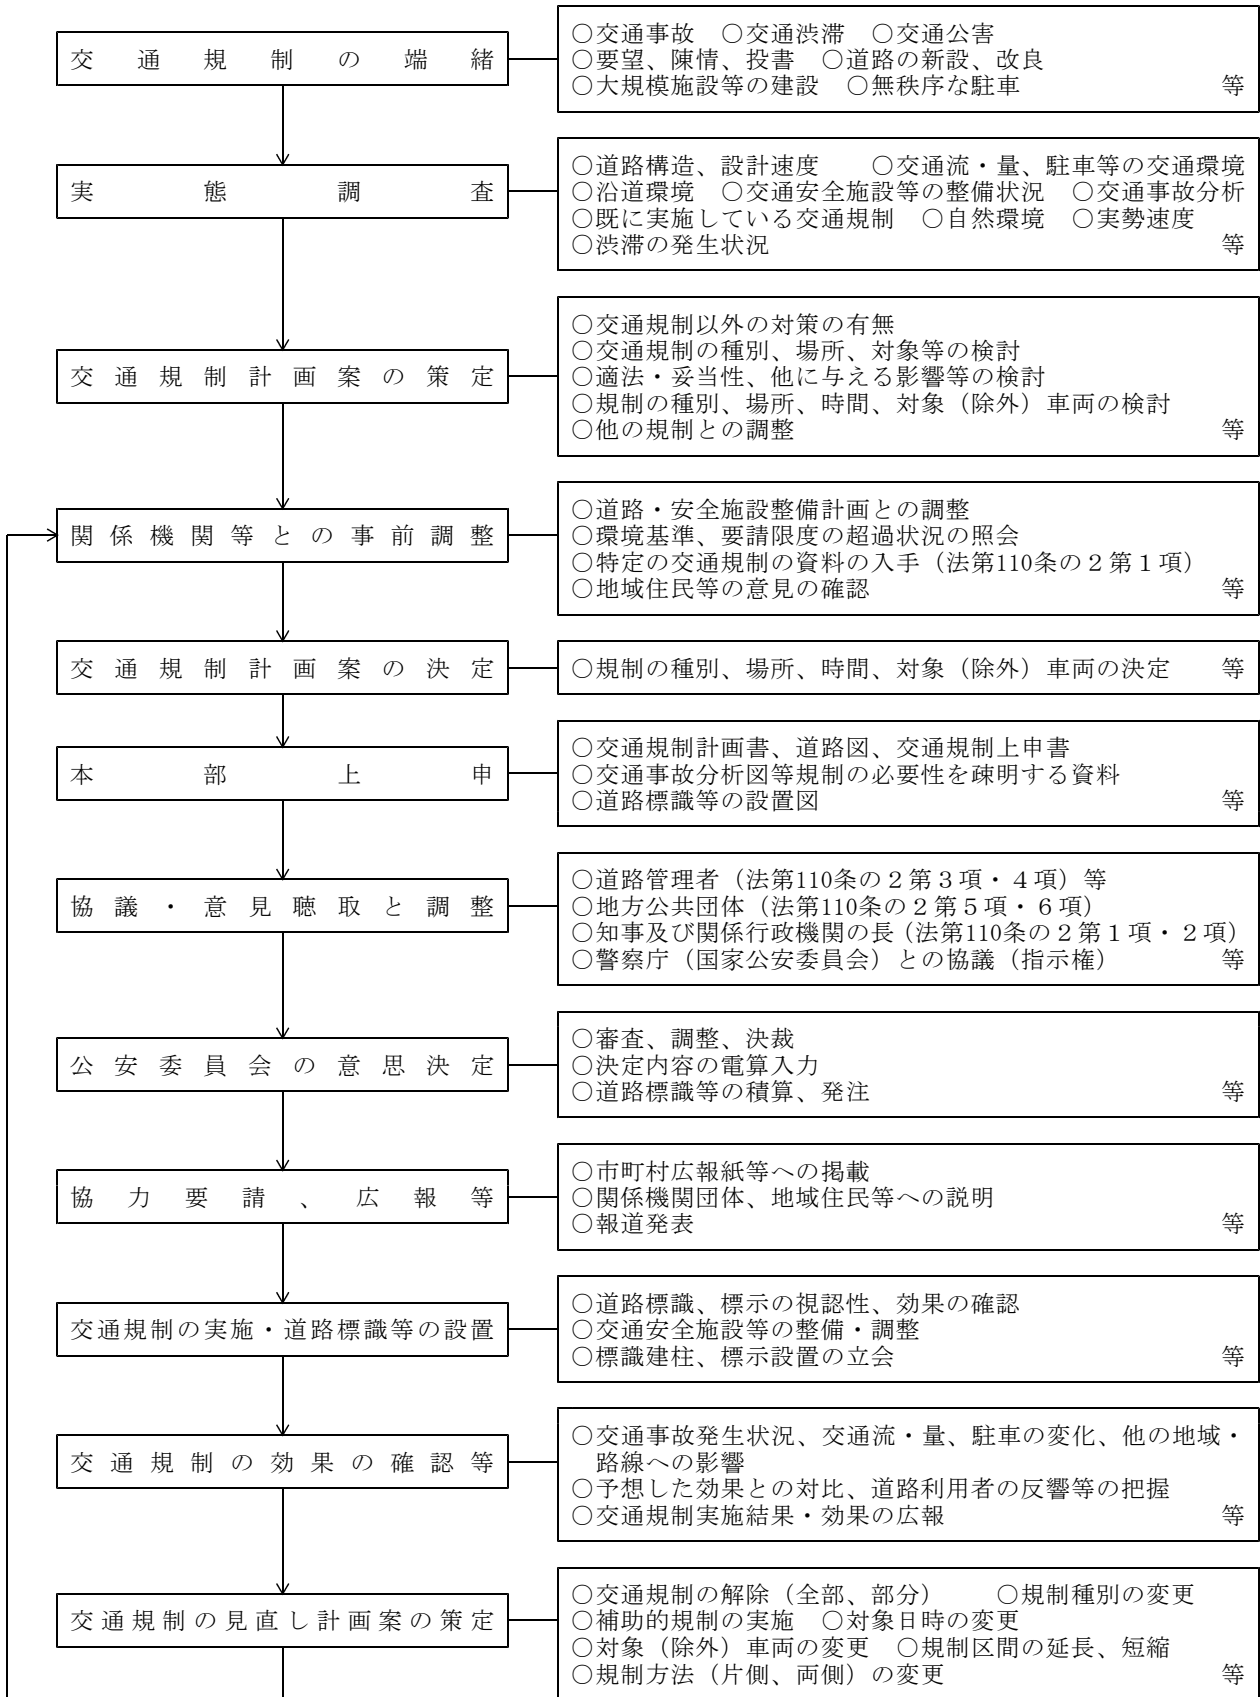 交通規制の端緒
○交通事故　○交通渋滞　○交通公害
○要望、陳情、投書　○道路の新設、改良
○大規模施設等の建設　○無秩序な駐車　等
実態調査
○道路構造、設計速度　○交通流・量、駐車等の交通環境
○沿道環境　○交通安全施設等の整備状況　○交通事故分析
○既に実施している交通規制　○自然環境　○実勢速度
○渋滞の発生状況　等
交通規制計画案の策定
○交通規制以外の対策の有無
○交通規制の種別、場所、対象等の検討
○適法・妥当性、他に与える影響等の検討
○規制の種別、場所、時間、対象（除外）車両の検討
○他の規制との調整　等
関係機関等との事前調整
○道路・安全施設整備計画との調整
○環境基準、要請限度の超過状況の照会
○特定の交通規制の資料の入手（法第110条の２第１項）
○地域住民等の意見の確認　等
交通規制計画案の決定
○規制の種別、場所、時間、対象（除外）車両の決定　等
本部上申
○交通規制計画書、道路図、交通規制上申書
○交通事故分析図等規制の必要性を疎明する資料
○道路標識等の設置図　等
協議・意見聴取と調整
○道路管理者（法第110条の２第３項・４項）等
○地方公共団体（法第110条の２第５項・６項）
○知事及び関係行政機関の長（法第110条の２第１項・２項）
○警察庁（国家公安委員会）との協議（指示権）　等
公安委員会の意思決定
○審査、調整、決裁
○決定内容の電算入力
○道路標識等の積算、発注　等
協力要請、広報等
○市町村広報紙等への掲載
○関係機関団体、地域住民等への説明
○報道発表　等
交通規制の実施・道路標識等の設置
○道路標識、標示の視認性、効果の確認
○交通安全施設等の整備・調整
○標識建柱、標示設置の立会　等
交通規制の効果の確認等
○交通事故発生状況、交通流・量、駐車の変化、他の地域・
路線への影響
○予想した効果との対比、道路利用者の反響等の把握
○交通規制実施結果・効果の広報　等
交通規制の見直し計画案の策定
○交通規制の解除（全部、部分）　○規制種別の変更
○補助的規制の実施　○対象日時の変更
○対象（除外）車両の変更　○規制区間の延長、短縮
○規制方法（片側、両側）の変更　等